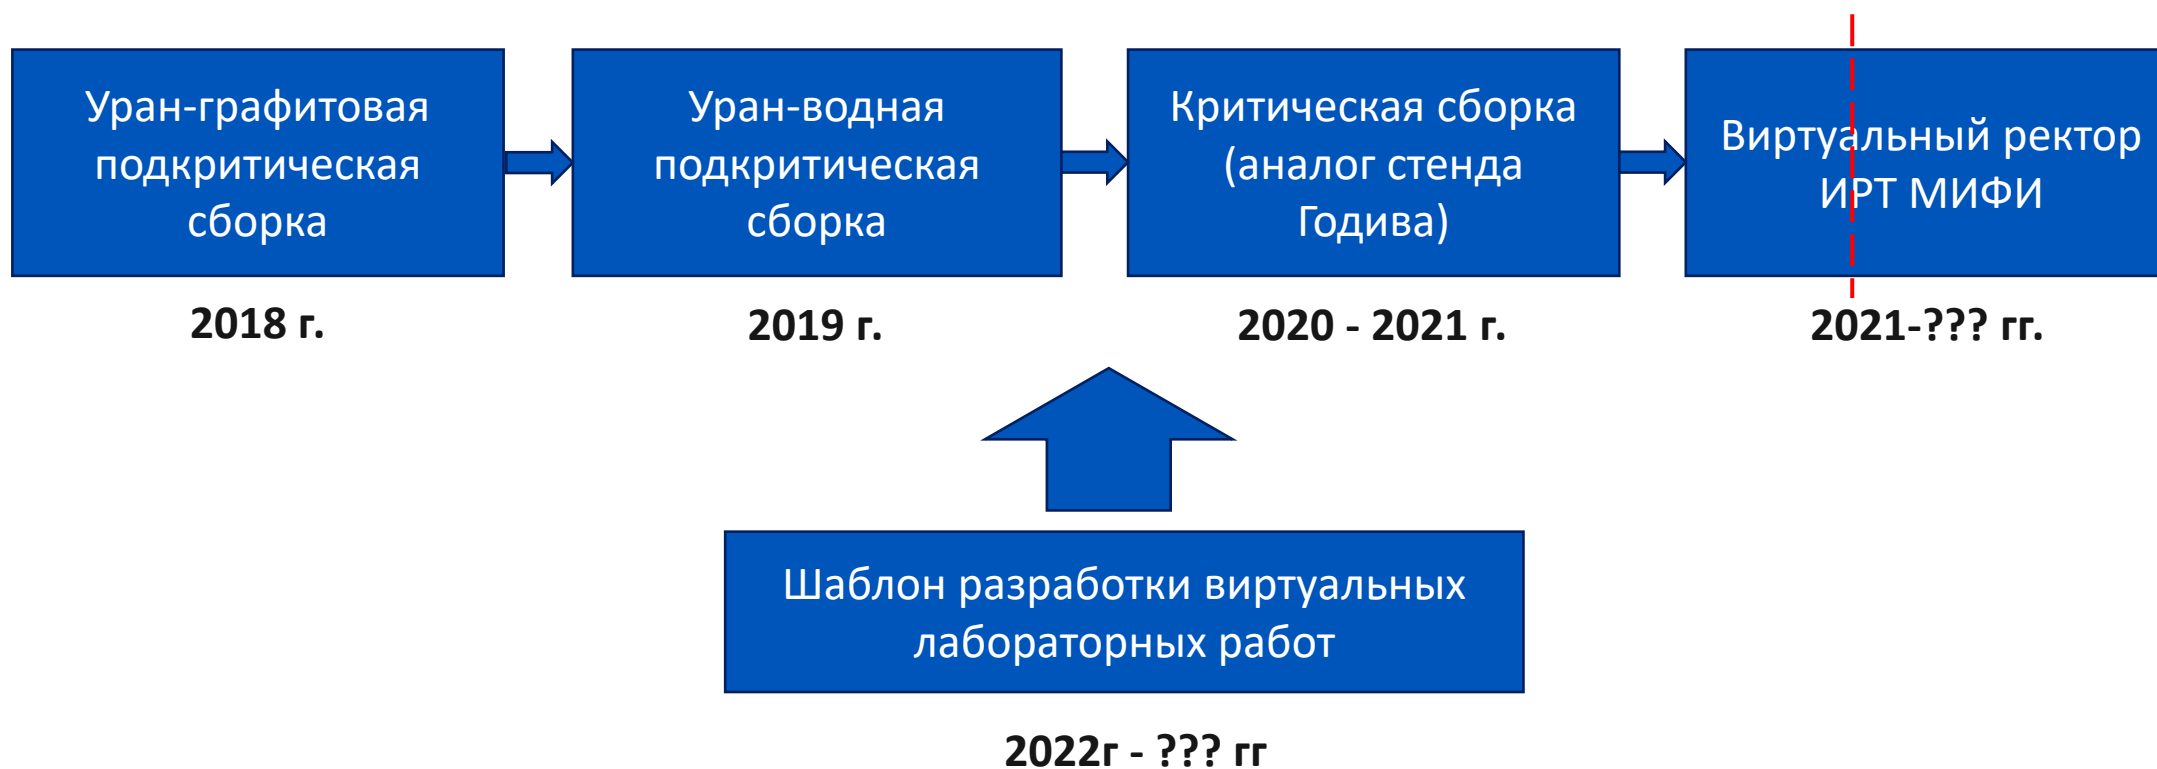 Уран-графитовая
подкритическая
сборка
2018 г.
Уран-водная
подкритическая
сборка
2019 г.
Критическая сборка
(аналог стенда
Годива)
2020 - 2021 г.
Виртуальный ректор
ИРТ МИФИ
2021-??? гг.
Шаблон разработки виртуальных
лабораторных работ
2022г - ??? гг